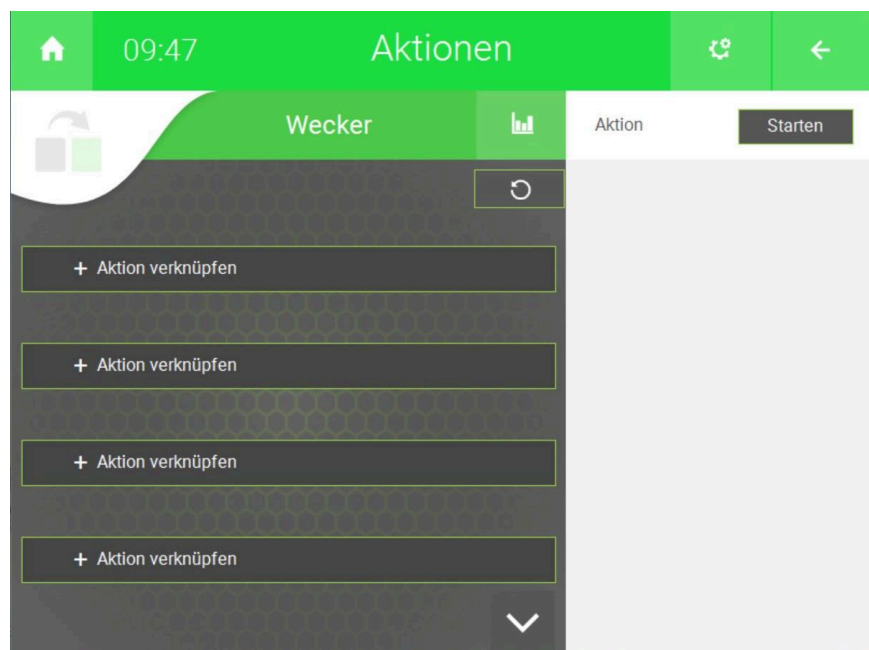 09:47
Aktionen
Wecker
Aktion
Starten
+ Aktion verknüpfen
+ Aktion verknüpfen
+ Aktion verknüpfen
+ Aktion verknüpfen